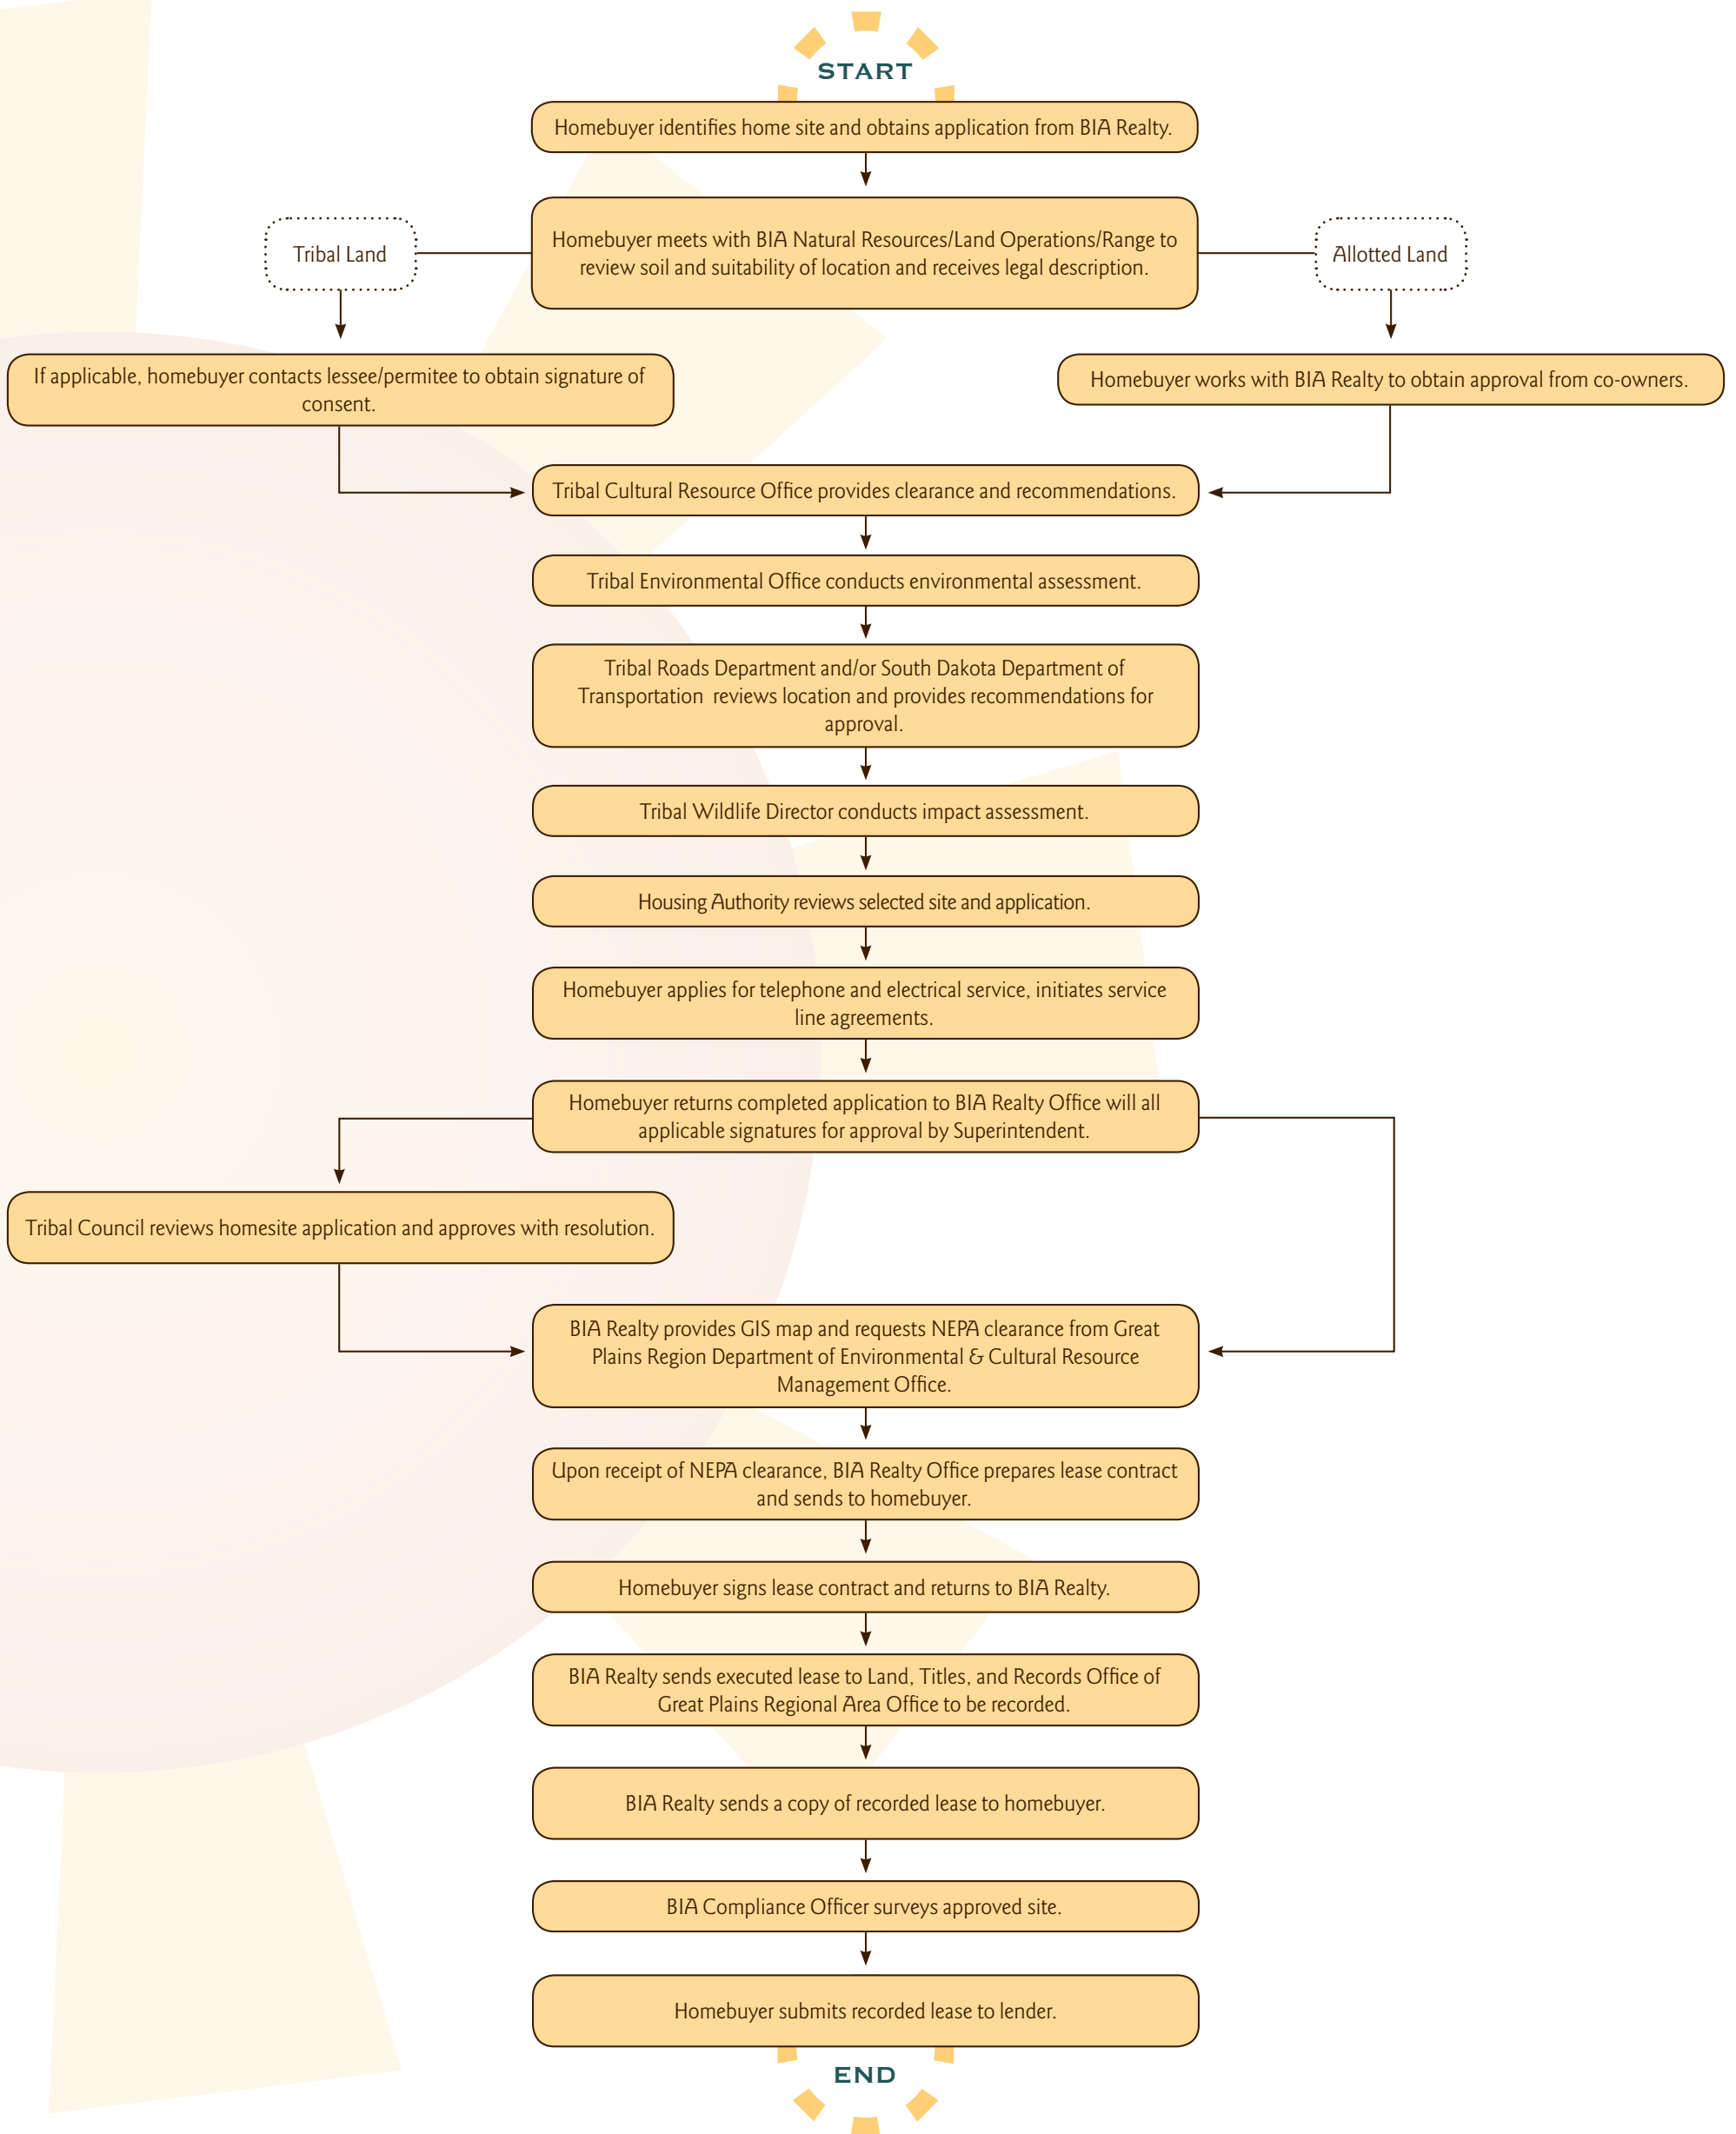 START
Homebuyer identifies home site and obtains application from BIA Realty.
Homebuyer meets with BIA Natural Resources/Land Operations/Range to
review soil and suitability of location and receives legal description.
Tribal Land
Allotted Land
If applicable, homebuyer contacts lessee/permitee to obtain signature of
consent.
Homebuyer works with BIA Realty to obtain approval from co-owners.
Tribal Cultural Resource Office provides clearance and recommendations.
Tribal Environmental Office conducts environmental assessment.
Tribal Roads Department and/or South Dakota Department of
Transportation reviews location and provides recommendations for
approval.
Tribal Wildlife Director conducts impact assessment.
Housing Authority reviews selected site and application.
Homebuyer applies for telephone and electrical service, initiates service
line agreements.
Homebuyer returns completed application to BIA Realty Office will all
applicable signatures for approval by Superintendent.
Tribal Council reviews homesite application and approves with resolution.
BIA Realty provides GIS map and requests NEPA clearance from Great
Plains Region Department of Environmental & Cultural Resource
Management Office.
Upon receipt of NEPA clearance, BIA Realty Office prepares lease contract
and sends to homebuyer.
Homebuyer signs lease contract and returns to BIA Realty.
BIA Realty sends executed lease to Land, Titles, and Records Office of
Great Plains Regional Area Office to be recorded.
BIA Realty sends a copy of recorded lease to homebuyer.
BIA Compliance Officer surveys approved site.
Homebuyer submits recorded lease to lender.
END